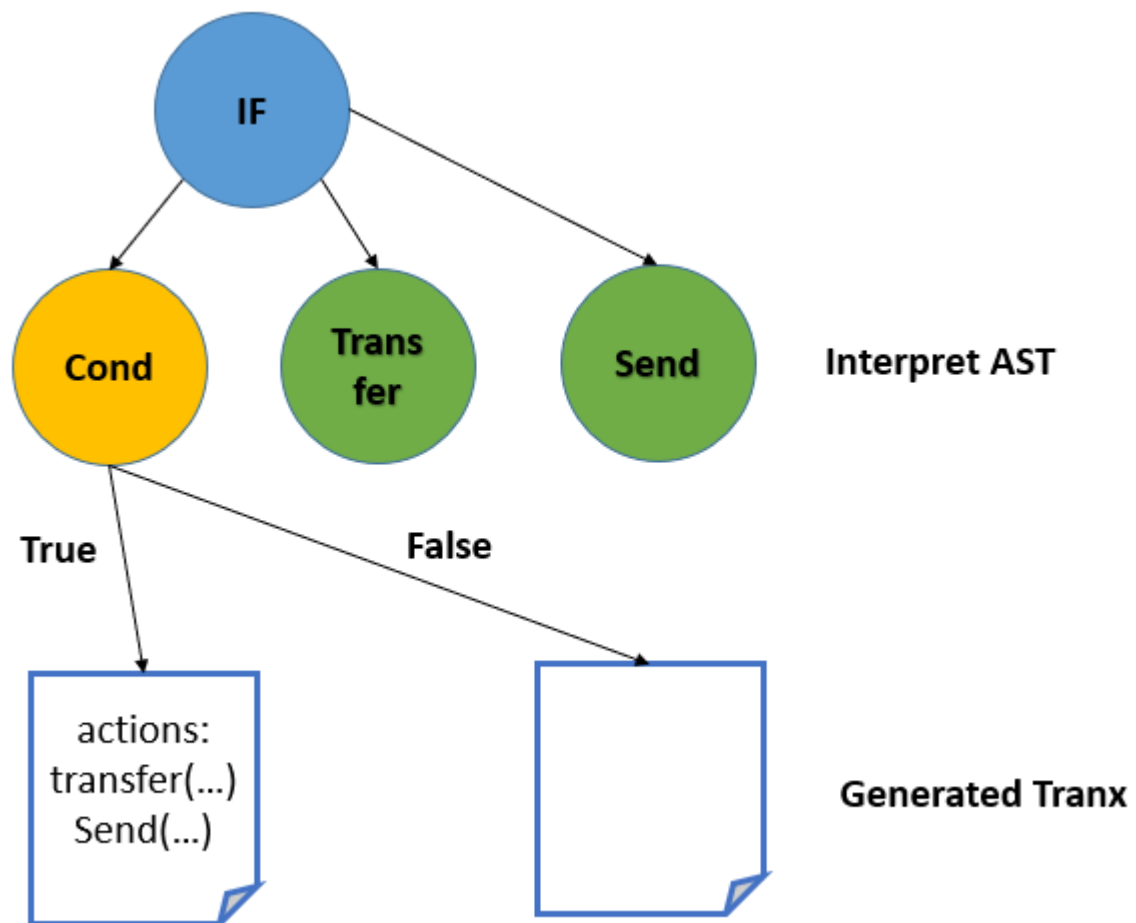 IF
Cond
Trans
fer
Send
Interpret AST
True
False
actions:
transfer(...)
Send(...)
Generated Tranx